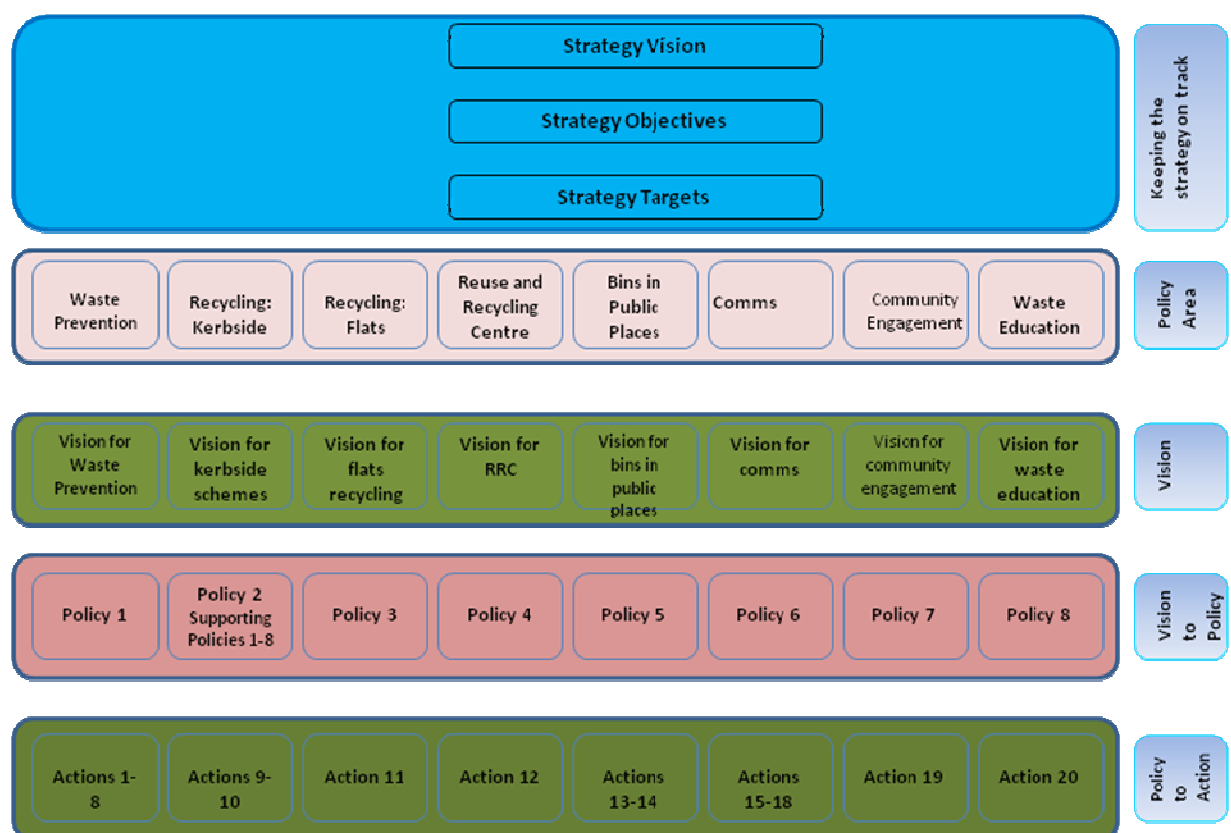 Strategy Vision
Strategy Objectives
Strategy Targets
Keeping the
strategy on track
Waste
Prevention
Recycling:
Kerbside
Recycling:
Flats
Reuse and
Recycling
Centre
Bins in
Public
Places
Comms
Community
Engagement
Waste
Education
Policy
Area
Vision for
Waste
Prevention
Vision for
kerbside
schemes
Vision for
flats
recycling
Vision for
RRC
Vision for
bins in
public
places
Vision for
comms
Vision for
community
engagement
Vision for
waste
education
Vision
Policy 1
Policy 2
Supporting
Policies 1-8
Policy 3
Policy 4
Policy 5
Policy 6
Policy 7
Policy 8
Vision
to
Policy
Actions 1-
8
Actions 9-
10
Action 11
Action 12
Actions
13-14
Actions
15-18
Action 19
Action 20
Policy
to
Action